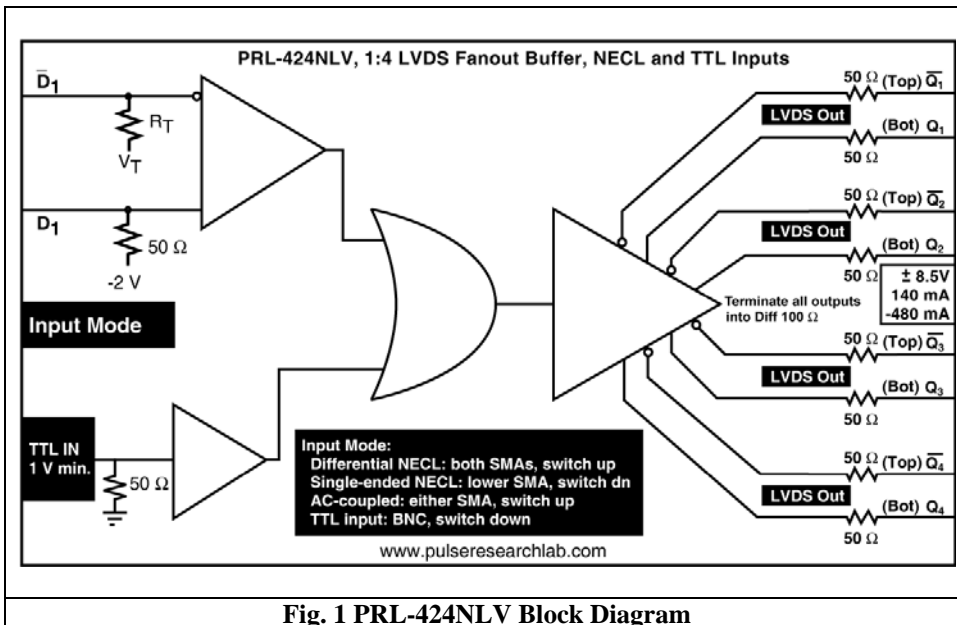 PRL-424NLV, 1:4 LVDS Fanout Buffer, NECL and TTL Inputs
D̅₁
R_T
V_T
D₁
50 Ω
-2 V
Input Mode
TTL IN
1 V min.
50 Ω
Input Mode:
Differential NECL: both SMAs, switch up
Single-ended NECL: lower SMA, switch dn
AC-coupled: either SMA, switch up
TTL input: BNC, switch down
www.pulseresearchlab.com
Terminate all outputs
into Diff 100 Ω
50 Ω (Top) Q̅₁
LVDS Out
(Bot) Q₁
50 Ω
50 Ω (Top) Q̅₂
LVDS Out
(Bot) Q₂
50 Ω
± 8.5V
140 mA
-480 mA
50 Ω (Top) Q̅₃
LVDS Out
(Bot) Q₃
50 Ω
50 Ω (Top) Q̅₄
LVDS Out
(Bot) Q₄
50 Ω
Fig. 1 PRL-424NLV Block Diagram